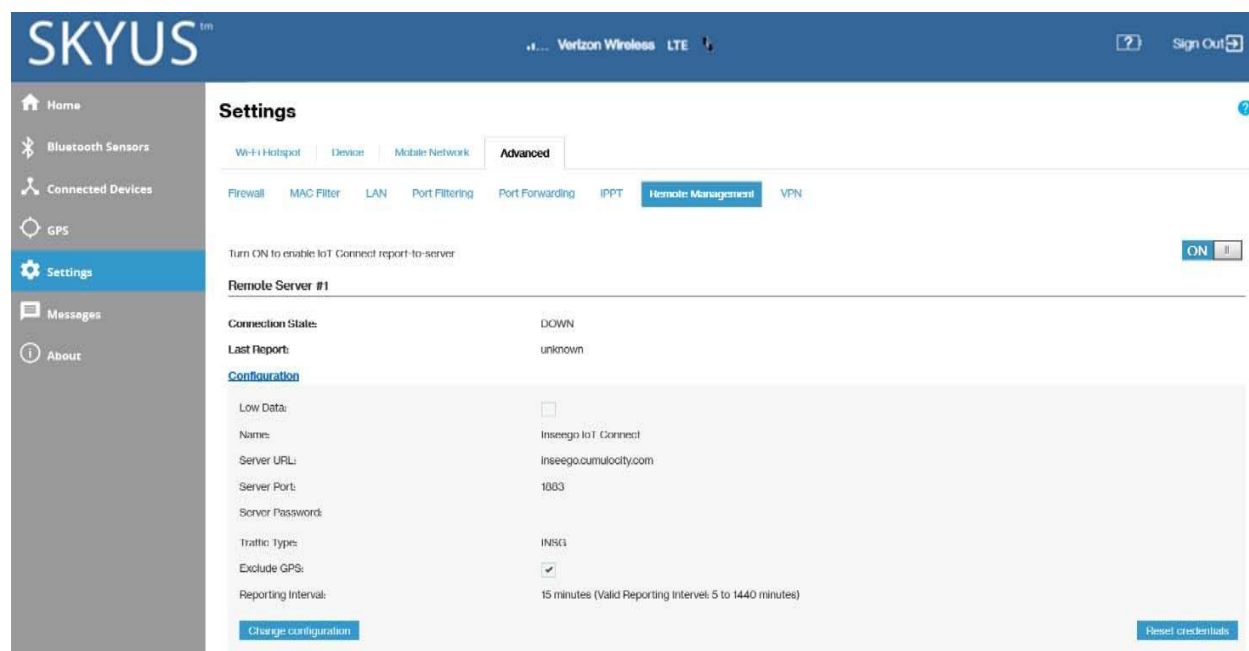 SKYUS tm
Verizon Wireless LTE
Sign Out
Home
Bluetooth Sensors
Connected Devices
GPS
Settings
Messages
About
Settings
Wi-Fi Hotspot Device Mobile Network Advanced
Firewall MAC Filter LAN Port Filtering Port Forwarding IPPT Remote Management VPN
Turn ON to enable IoT Connect report-to-server ON
Remote Server #1
Connection State: DOWN
Last Report: unknown
Configuration
Low Data:
Name: Inseego IoT Connect
Server URL: inseego.cumulocity.com
Server Port: 1883
Server Password:
Traffic Type: INSG
Exclude GPS:
Reporting Interval: 15 minutes (Valid Reporting Intervel: 5 to 1440 minutes)
Change configuration Reset credentials